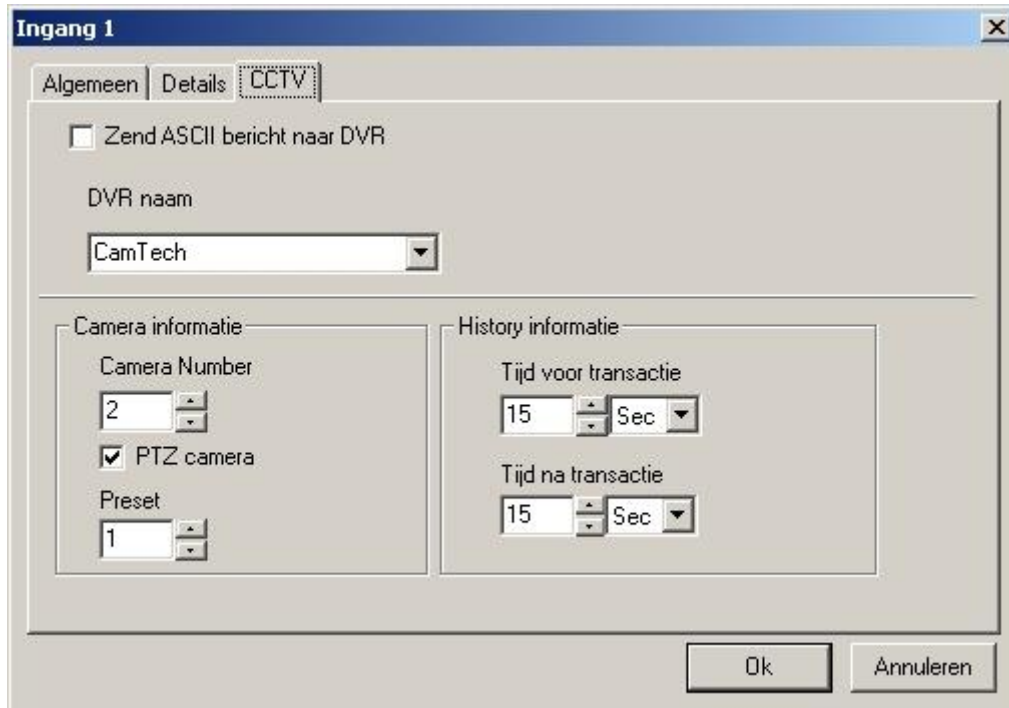 Ingang 1
Algemeen Details CCTV
Zend ASCII bericht naar DVR
DVR naam
CamTech
Camera informatie
Camera Number
2
PTZ camera
Preset
1
History informatie
Tijd voor transactie
15 Sec
Tijd na transactie
15 Sec
Ok Annuleren